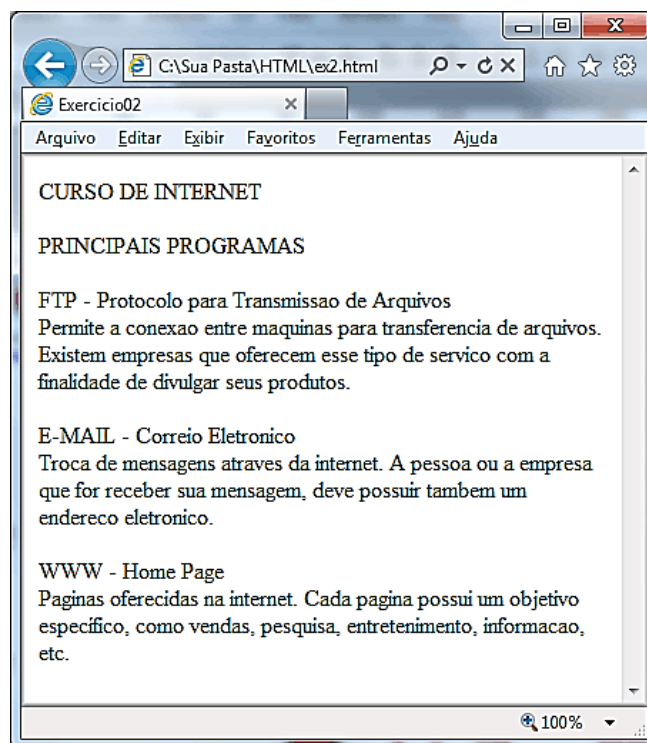 C:\Sua Pasta\HTML\ex2.html
Exercicio02
Arquivo Editar Exibir Favoritos Ferramentas Ajuda
CURSO DE INTERNET
PRINCIPAIS PROGRAMAS
FTP - Protocolo para Transmissao de Arquivos
Permite a conexao entre maquinas para transferencia de arquivos.
Existem empresas que oferecem esse tipo de servico com a
finalidade de divulgar seus produtos.
E-MAIL - Correio Eletronico
Troca de mensagens atraves da internet. A pessoa ou a empresa
que for receber sua mensagem, deve possuir tambem um
endereco eletronico.
WWW - Home Page
Paginas oferecidas na internet. Cada pagina possui um objetivo
específico, como vendas, pesquisa, entretenimento, informacao,
etc.
100%